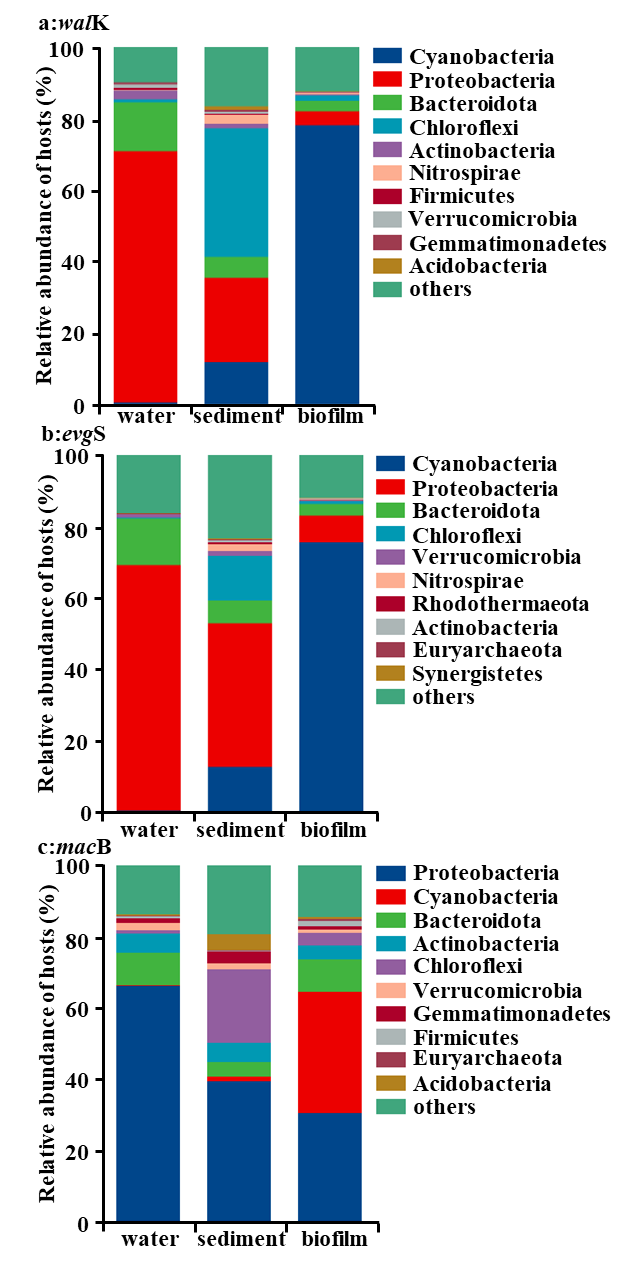 a:walK
Relative abundance of hosts (%)
100
80
60
40
20
0
water sediment biofilm
Cyanobacteria
Proteobacteria
Bacteroidota
Chloroflexi
Actinobacteria
Nitrospirae
Firmicutes
Verrucomicrobia
Gemmatimonadetes
Acidobacteria
others
b:evgS
Relative abundance of hosts (%)
100
80
60
40
20
0
water sediment biofilm
Cyanobacteria
Proteobacteria
Bacteroidota
Chloroflexi
Verrucomicrobia
Nitrospirae
Rhodothermaeota
Actinobacteria
Euryarchaeota
Synergistetes
others
c:macB
Relative abundance of hosts (%)
100
80
60
40
20
0
water sediment biofilm
Proteobacteria
Cyanobacteria
Bacteroidota
Actinobacteria
Chloroflexi
Verrucomicrobia
Gemmatimonadetes
Firmicutes
Euryarchaeota
Acidobacteria
others